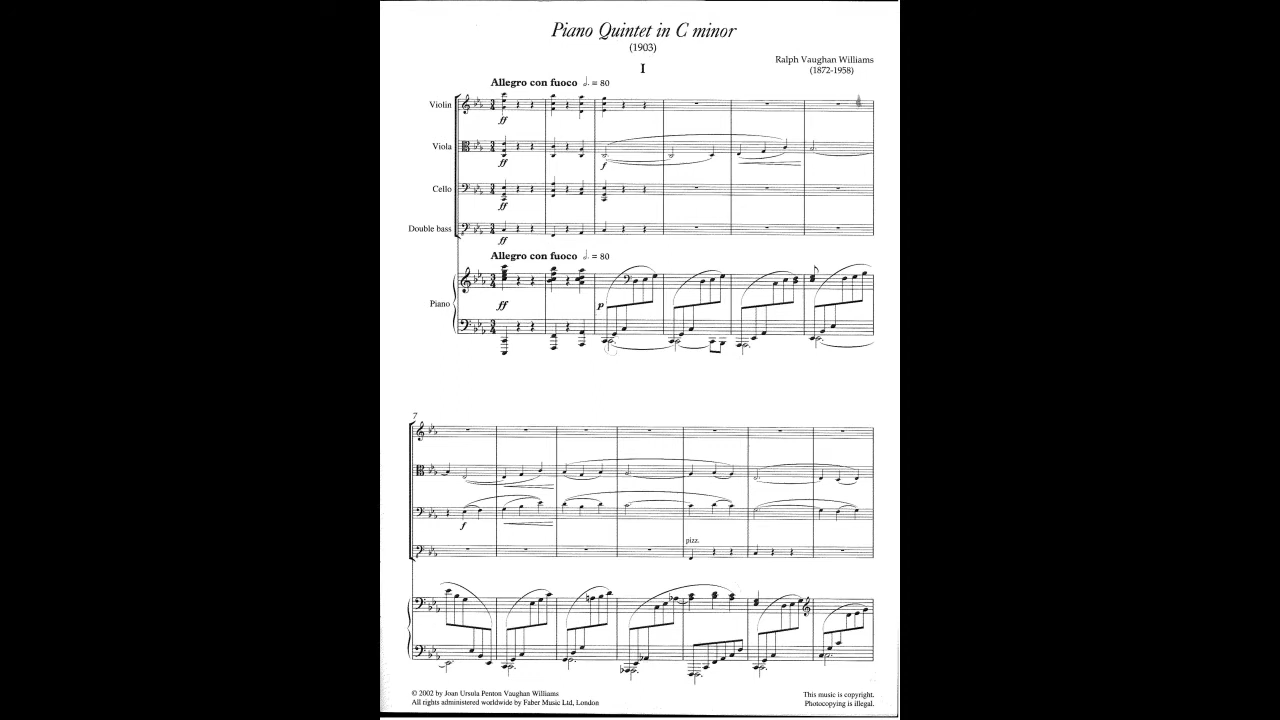 Piano Quintet in C minor
(1903)
Ralph Vaughan Williams
(1872-1958)
I
Allegro con fuoco 𝅗𝅥. = 80
Violin
ff
Viola
ff
f
Cello
ff
Double bass
ff
Allegro con fuoco 𝅗𝅥. = 80
Piano
ff
p
7
f
pizz.
© 2002 by Joan Ursula Penton Vaughan Williams
All rights administered worldwide by Faber Music Ltd, London
This music is copyright.
Photocopying is illegal.